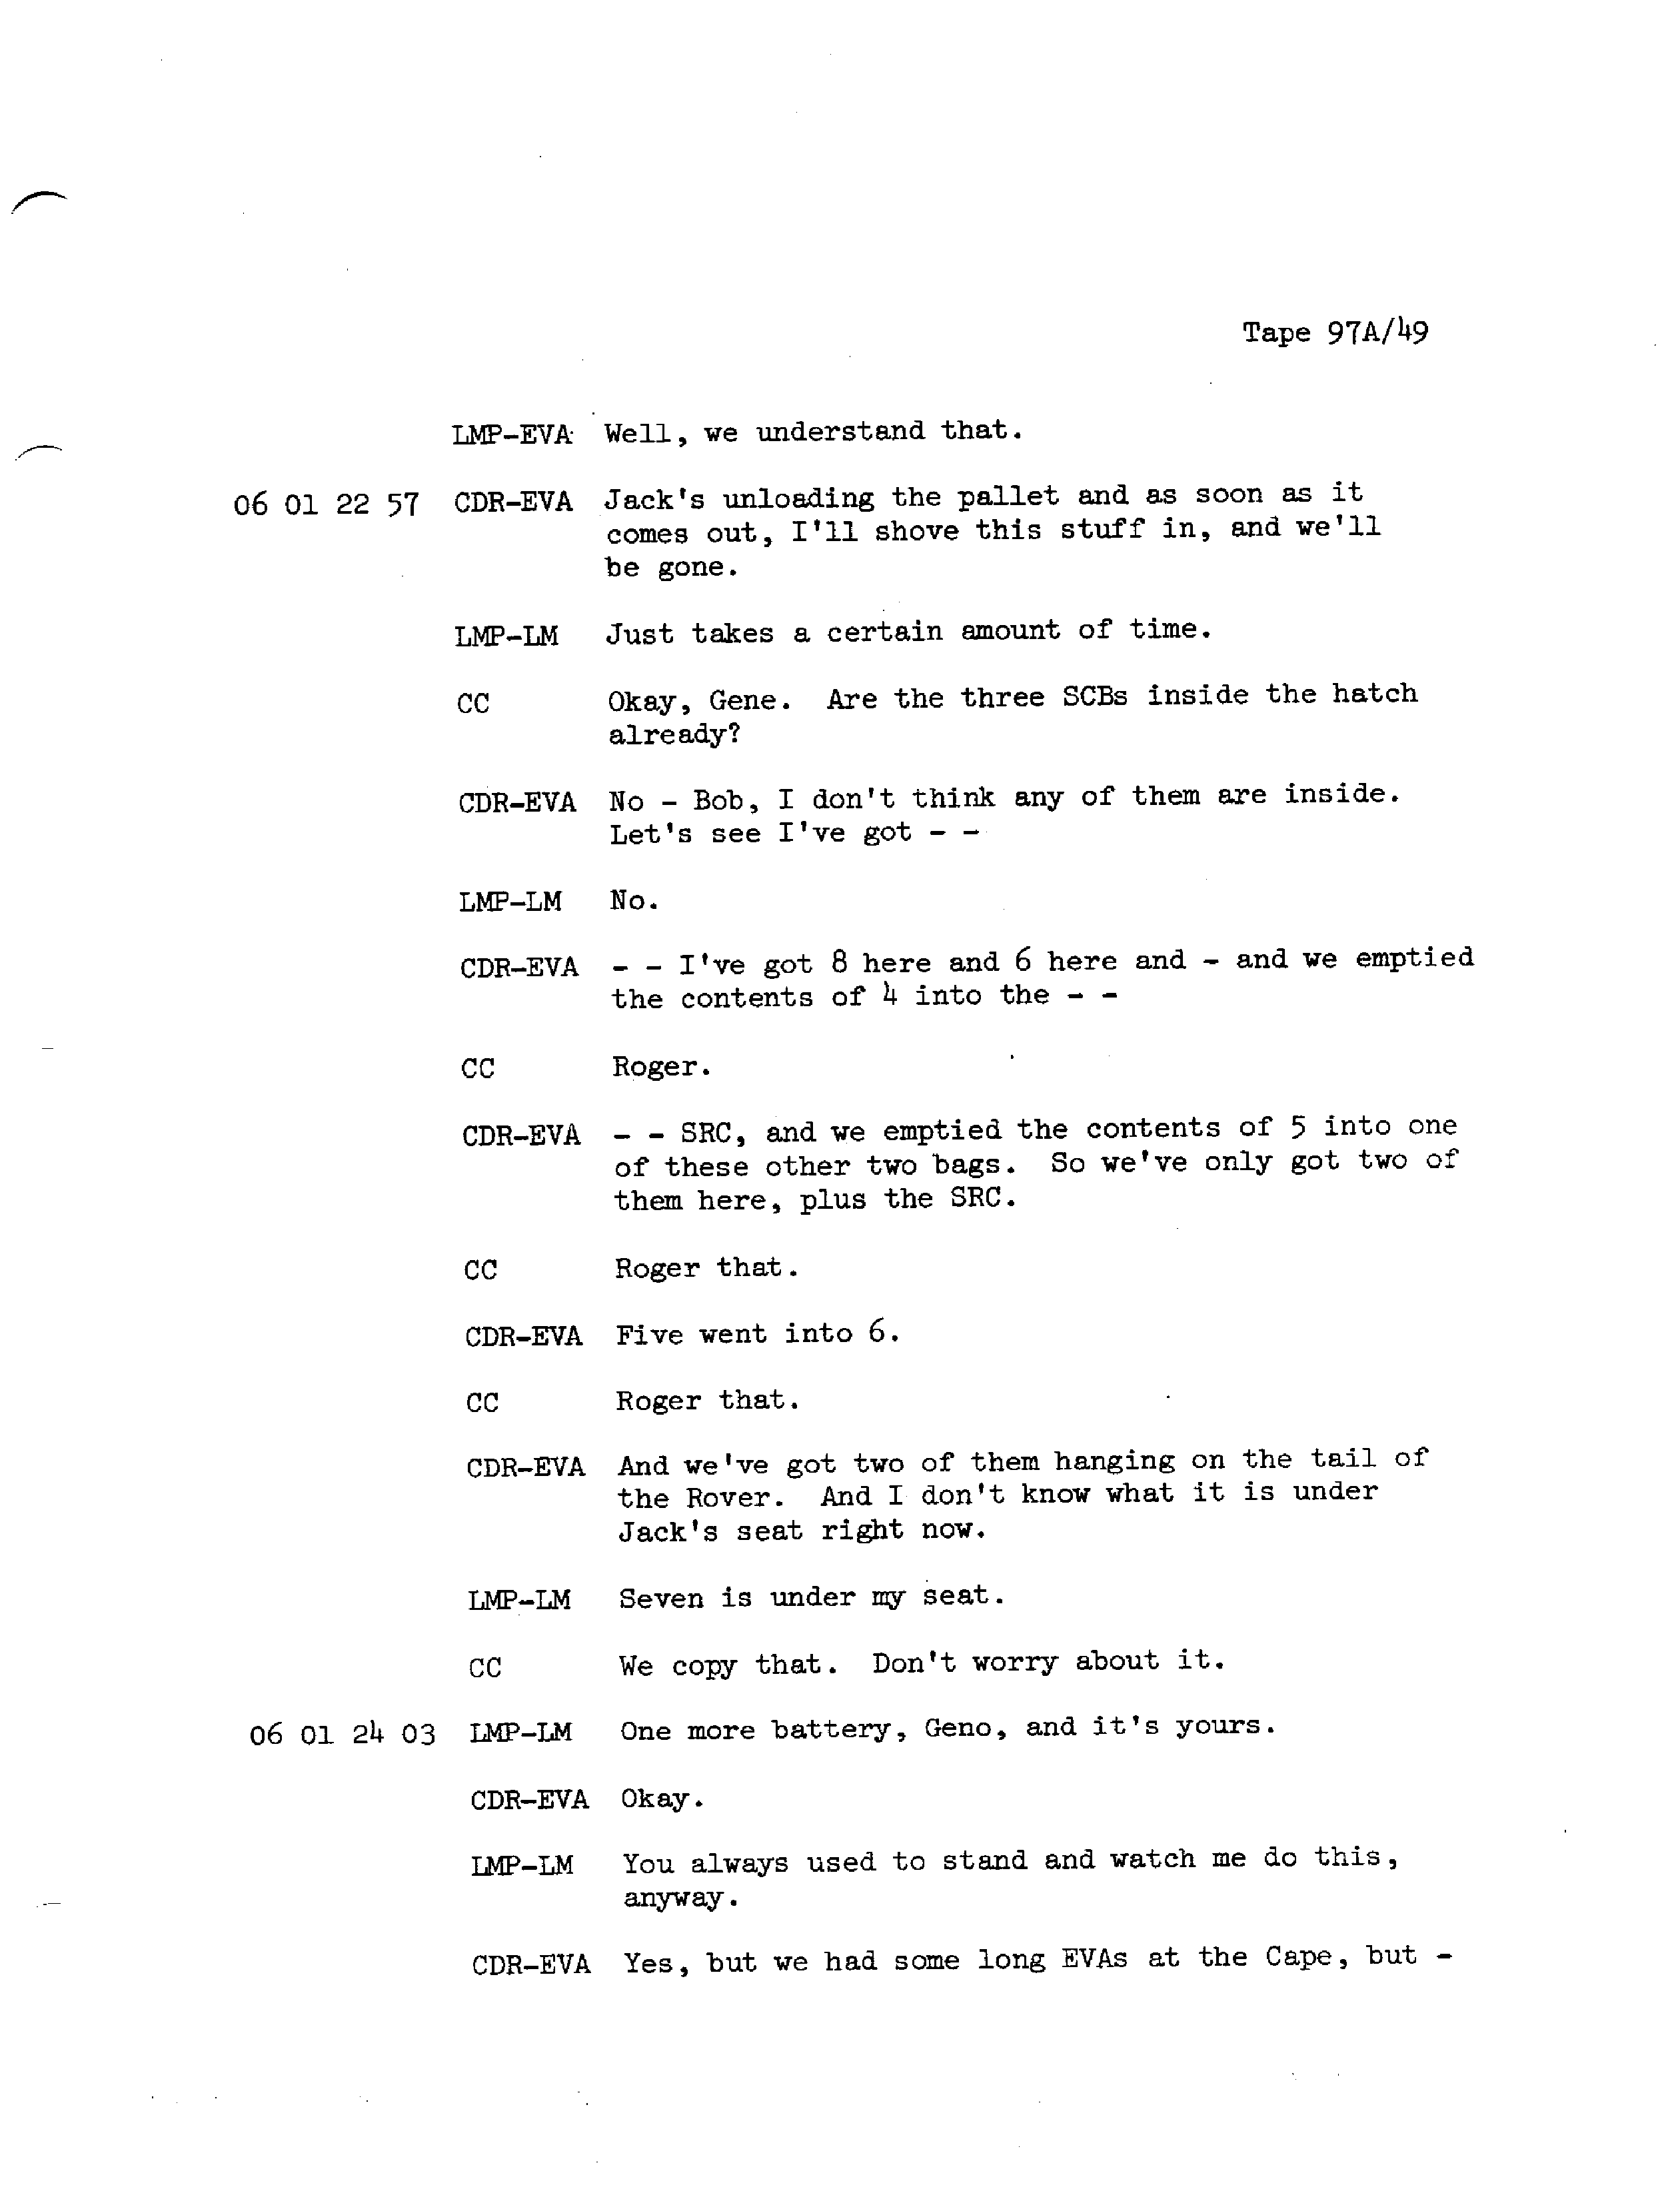 Tape 97A/49
LMP-EVA Well, we understand that.
06 01 22 57 CDR-EVA Jack's unloading the pallet and as soon as it
comes out, I'll shove this stuff in, and we'll
be gone.
LMP-LM Just takes a certain amount of time.
CC Okay, Gene. Are the three SCBs inside the hatch
already?
CDR-EVA No - Bob, I don't think any of them are inside.
Let's see I've got - -
LMP-LM No.
CDR-EVA - - I've got 8 here and 6 here and - and we emptied
the contents of 4 into the - -
CC Roger.
CDR-EVA - - SRC, and we emptied the contents of 5 into one
of these other two bags. So we've only got two of
them here, plus the SRC.
CC Roger that.
CDR-EVA Five went into 6.
CC Roger that.
CDR-EVA And we've got two of them hanging on the tail of
the Rover. And I don't know what it is under
Jack's seat right now.
LMP-LM Seven is under my seat.
CC We copy that. Don't worry about it.
06 01 24 03 LMP-LM One more battery, Geno, and it's yours.
CDR-EVA Okay.
LMP-LM You always used to stand and watch me do this,
anyway.
CDR-EVA Yes, but we had some long EVAs at the Cape, but -